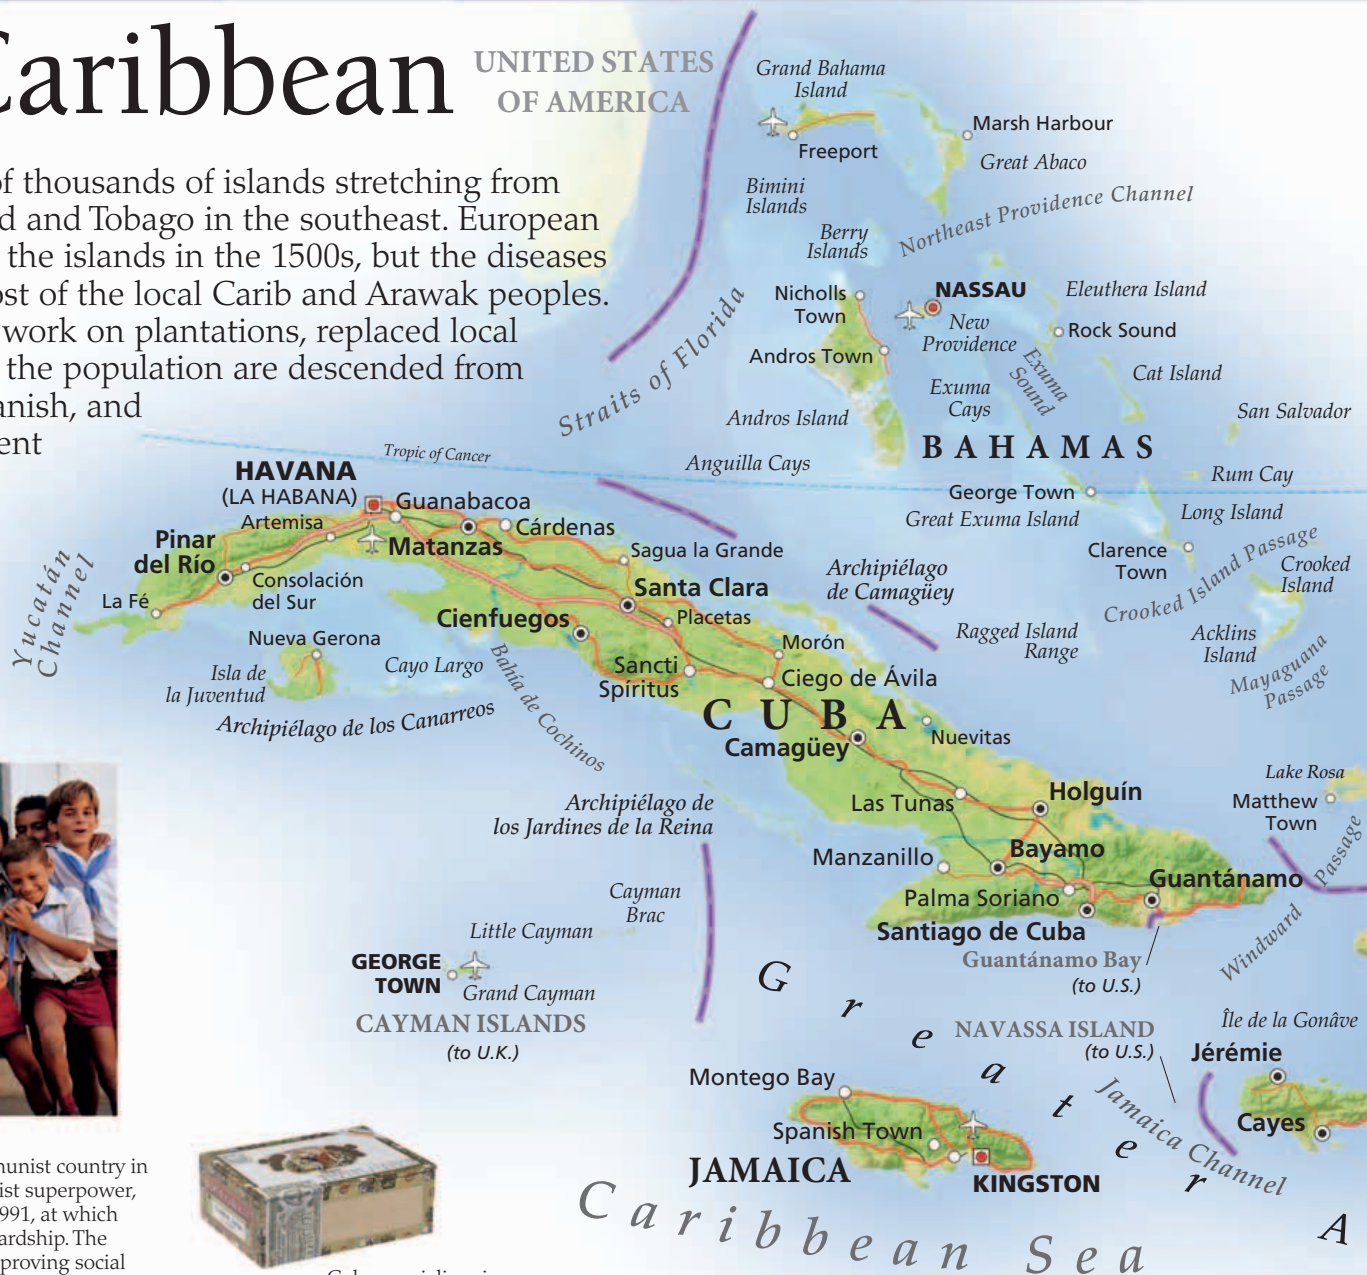 Caribbean
of thousands of islands stretching from
and Tobago in the southeast. European
the islands in the 1500s, but the diseases
of the local Carib and Arawak peoples.
work on plantations, replaced local
the population are descended from
and
UNITED STATES
OF AMERICA
Grand Bahama
Island
Freeport
Marsh Harbour
Great Abaco
Bimini
Islands
Northeast Providence Channel
Berry
Islands
Nicholls
Town
NASSAU
New
Providence
Eleuthera Island
Rock Sound
Andros Town
Exuma
Sound
Cat Island
Exuma
Cays
Andros Island
San Salvador
BAHAMAS
Straits of Florida
Anguilla Cays
Tropic of Cancer
Rum Cay
George Town
Great Exuma Island
Long Island
Clarence
Town
Crooked Island Passage
Crooked
Island
Acklins
Island
Mayaguana
Passage
Ragged Island
Range
HAVANA
(LA HABANA)
Guanabacoa
Artemisa
Cárdenas
Pinar
del Río
Matanzas
Sagua la Grande
Consolación
del Sur
Santa Clara
Archipiélago
de Camagüey
La Fé
Yucatán
Channel
Cienfuegos
Placetas
Nueva Gerona
Morón
Isla de
la Juventud
Cayo Largo
Sancti
Spíritus
Ciego de Ávila
Archipiélago de los Canarreos
Bahía de Cochinos
CUBA
Camagüey
Nuevitas
Lake Rosa
Matthew
Town
Holguín
Las Tunas
Archipiélago de
los Jardines de la Reina
Bayamo
Manzanillo
Guantánamo
Palma Soriano
Santiago de Cuba
Windward
Passage
Guantánamo Bay
(to U.S.)
Cayman
Brac
Little Cayman
GEORGE
TOWN
Grand Cayman
CAYMAN ISLANDS
(to U.K.)
Greater
A
NAVASSA ISLAND
(to U.S.)
Île de la Gonâve
Jérémie
Cayes
Jamaica Channel
Montego Bay
Spanish Town
JAMAICA
KINGSTON
Caribbean Sea
country in
superpower,
at which
The
social